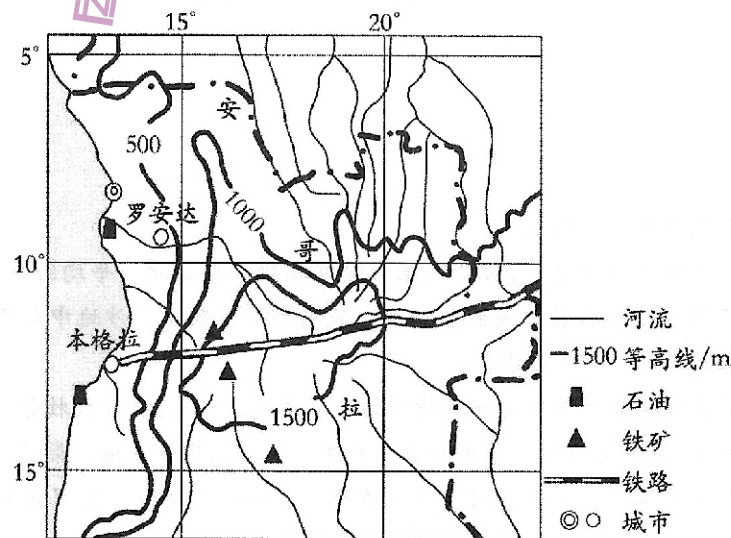 15° 20°
5°
安
500
1000
罗安达
哥
10°
本格拉
1500
拉
15°
河流
1500 等高线/m
石油
铁矿
铁路
城市